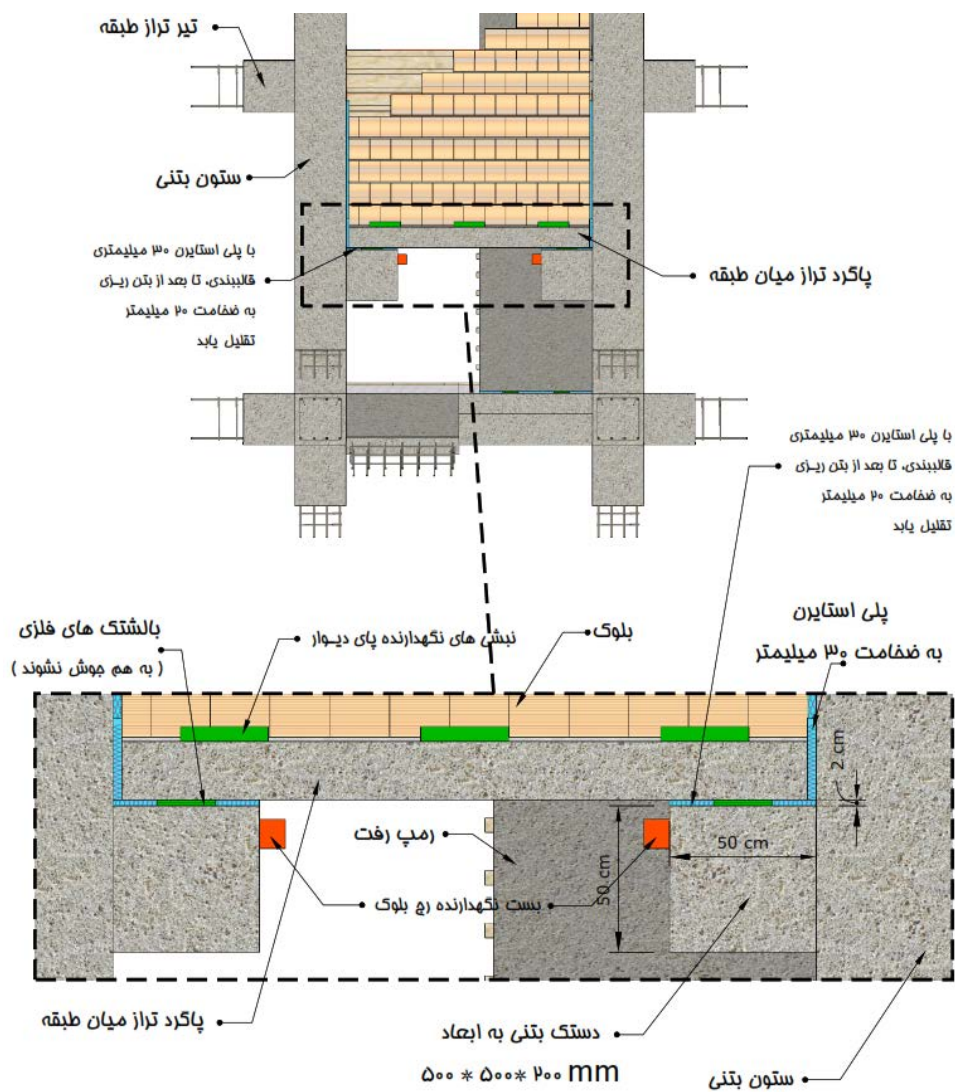 تیر تراز طبقه
ستون بتنی
با پلی استایرن ۳۰ میلیمتری
قالببندی، تا بعد از بتن ریزی
به ضخامت ۲۰ میلیمتر
تقلیل یابد
پاگرد تراز میان طبقه
با پلی استایرن ۳۰ میلیمتری
قالببندی، تا بعد از بتن ریزی
به ضخامت ۲۰ میلیمتر
تقلیل یابد
بالشتک های فلزی
( به هم جوش نشوند )
نبشی های نگهدارنده پای دیوار
بلوک
پلی استایرن
به ضخامت ۳۰ میلیمتر
2 cm
رمپ رفت
50 cm
50 cm
بست نگهدارنده رج بلوک
پاگرد تراز میان طبقه
دستک بتنی به ابعاد
۵۰۰ * ۵۰۰* ۲۰۰ mm
ستون بتنی